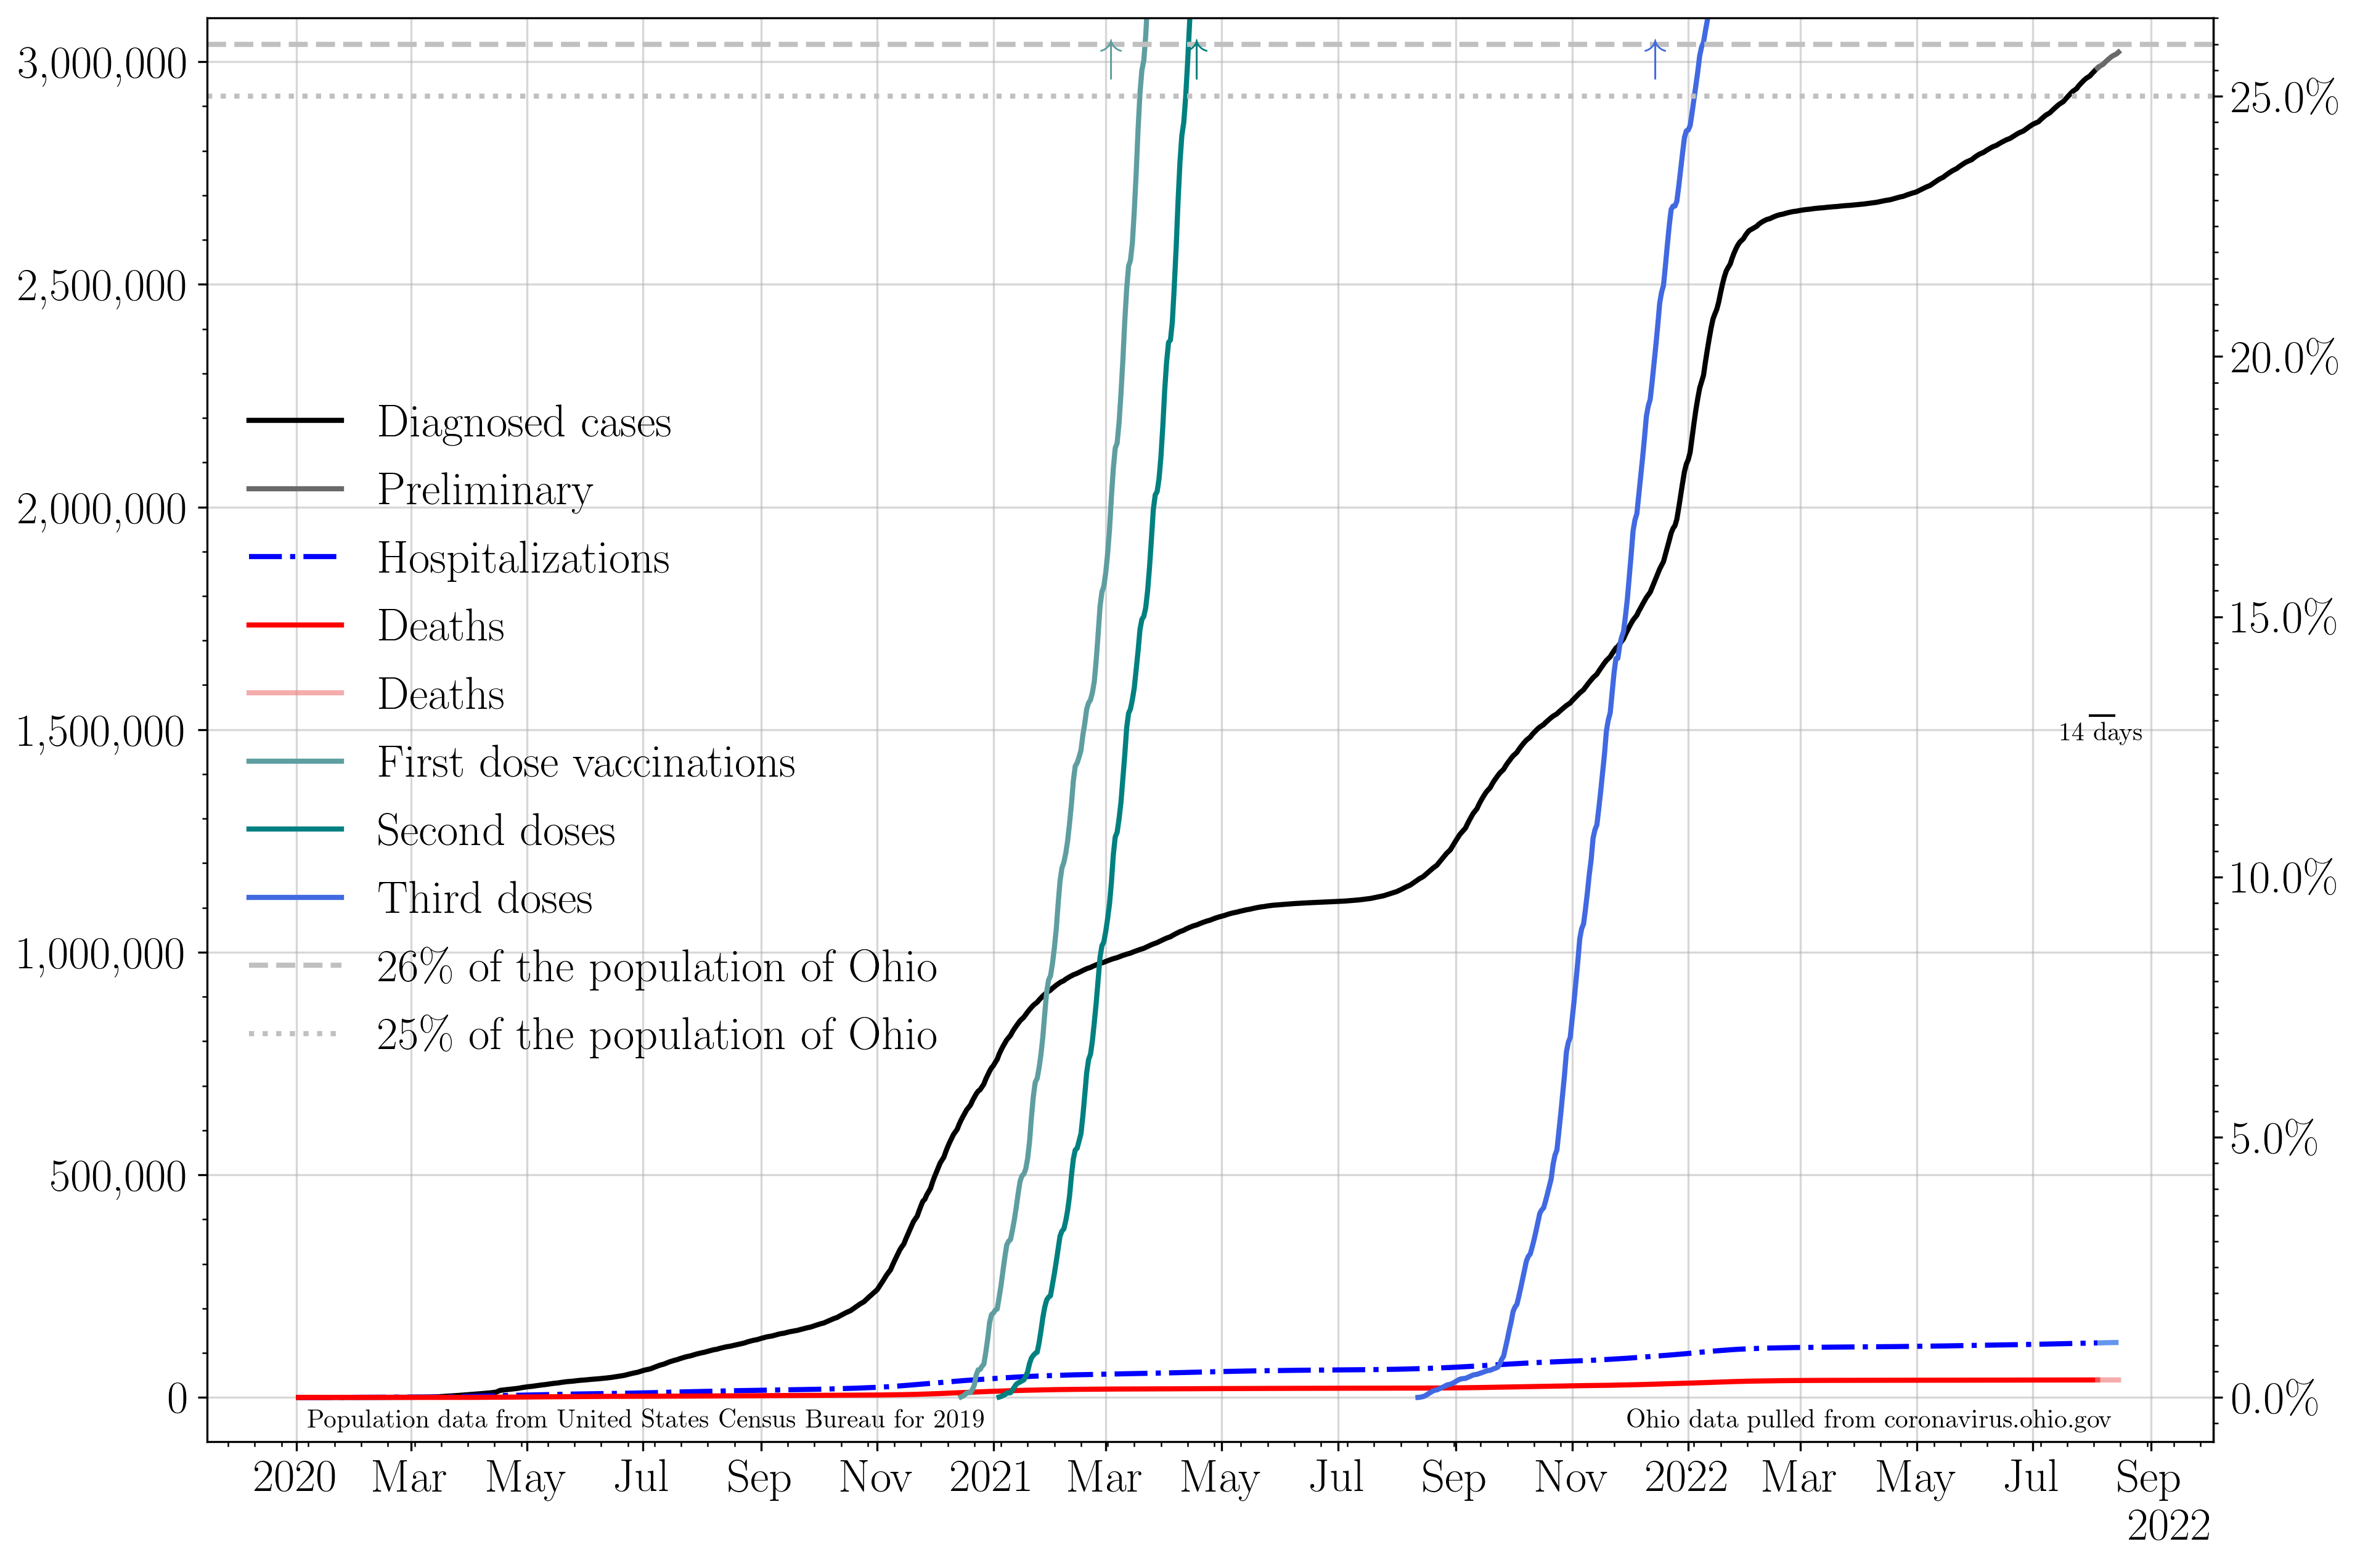 3,000,000
2,500,000
2,000,000
1,500,000
1,000,000
500,000
0
25.0%
20.0%
15.0%
10.0%
5.0%
0.0%
Diagnosed cases
Preliminary
Hospitalizations
Deaths
Deaths
First dose vaccinations
Second doses
Third doses
26% of the population of Ohio
25% of the population of Ohio
14 days
Population data from United States Census Bureau for 2019
Ohio data pulled from coronavirus.ohio.gov
2020 Mar May Jul Sep Nov 2021 Mar May Jul Sep Nov 2022 Mar May Jul Sep
2022